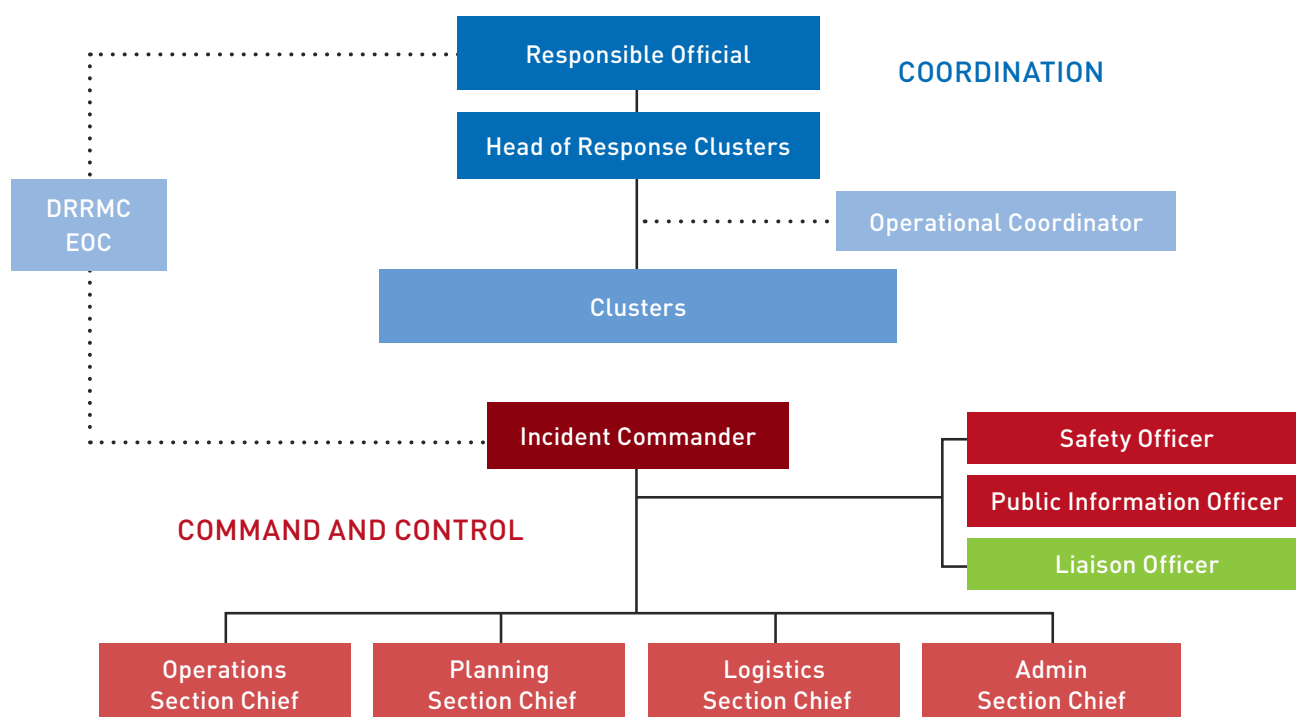 Responsible Official
COORDINATION
Head of Response Clusters
DRRMC
EOC
Operational Coordinator
Clusters
Incident Commander
Safety Officer
Public Information Officer
COMMAND AND CONTROL
Liaison Officer
Operations
Section Chief
Planning
Section Chief
Logistics
Section Chief
Admin
Section Chief